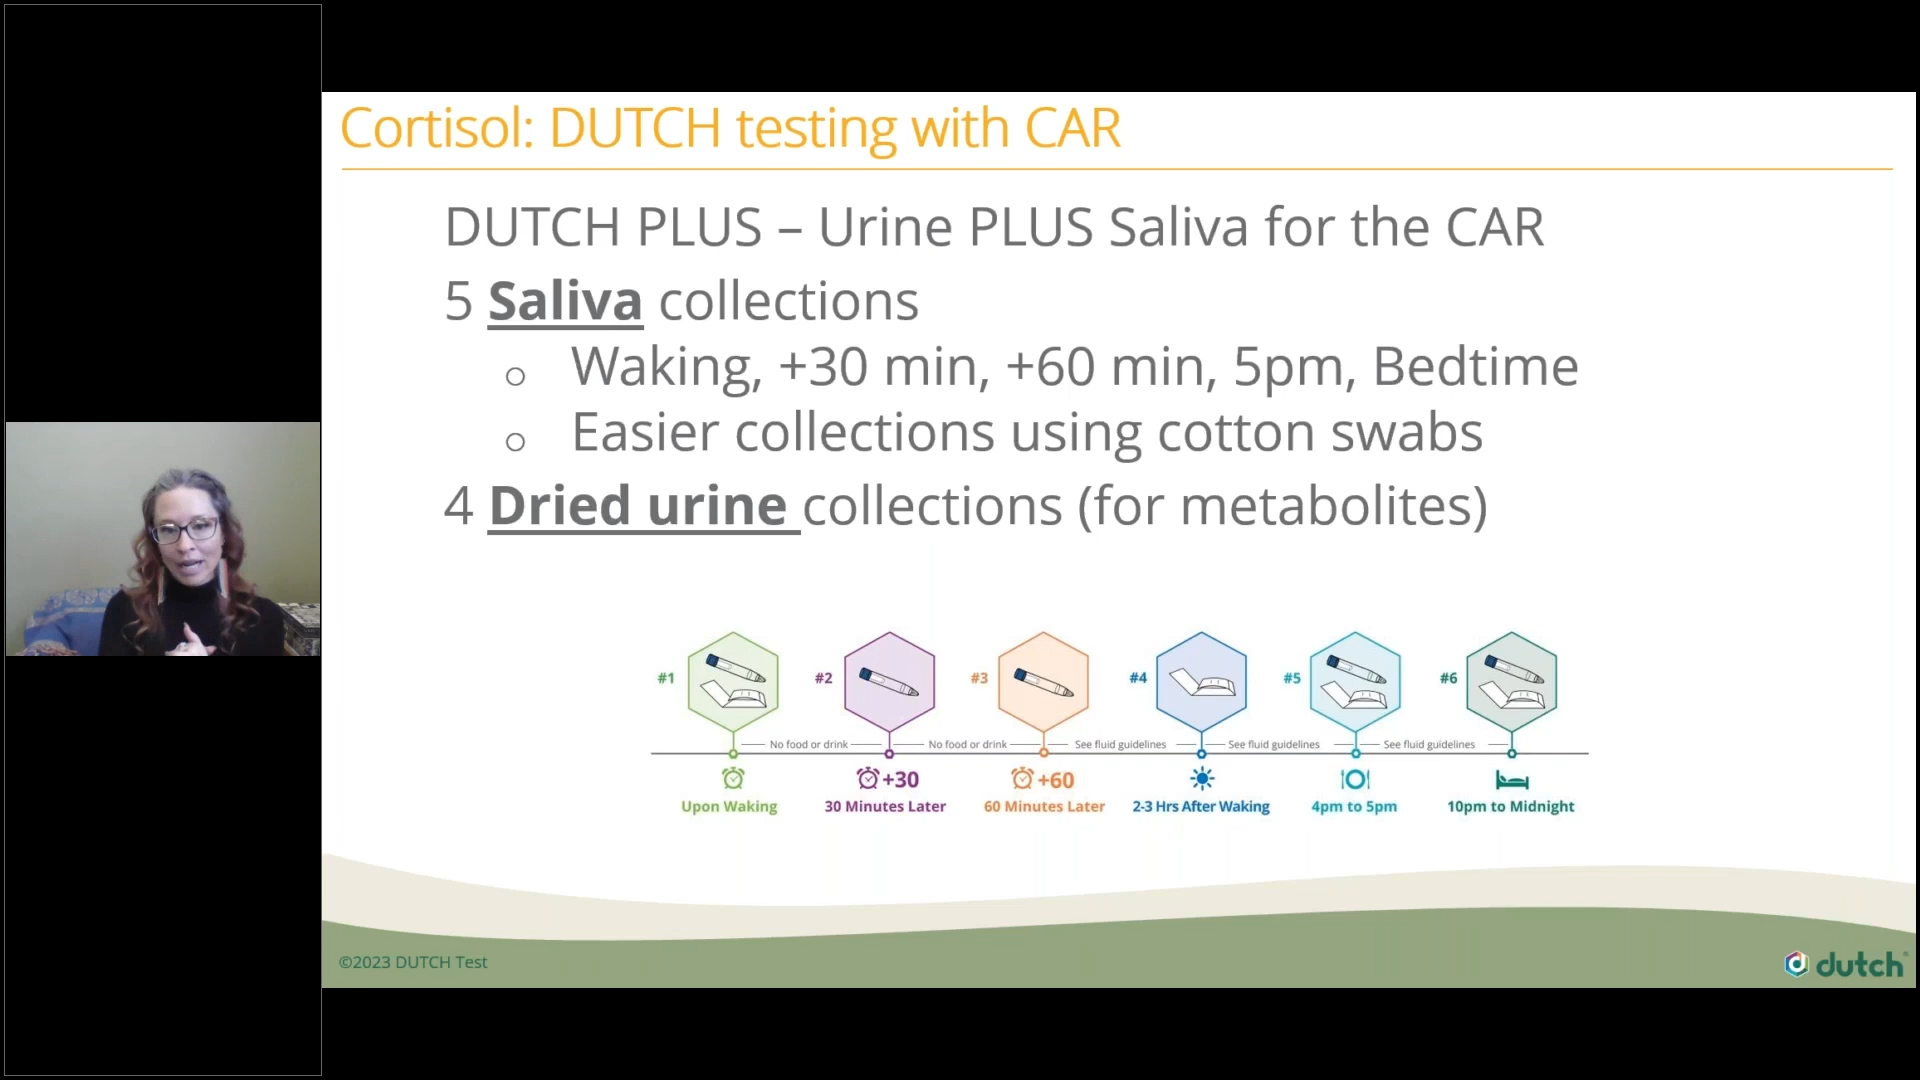 Cortisol: DUTCH testing with CAR
DUTCH PLUS – Urine PLUS Saliva for the CAR
5 Saliva collections
Waking, +30 min, +60 min, 5pm, Bedtime
Easier collections using cotton swabs
4 Dried urine collections (for metabolites)
#1 #2 #3 #4 #5 #6
No food or drink No food or drink See fluid guidelines See fluid guidelines See fluid guidelines
+30 +60
Upon Waking 30 Minutes Later 60 Minutes Later 2-3 Hrs After Waking 4pm to 5pm 10pm to Midnight
©2023 DUTCH Test
dutch